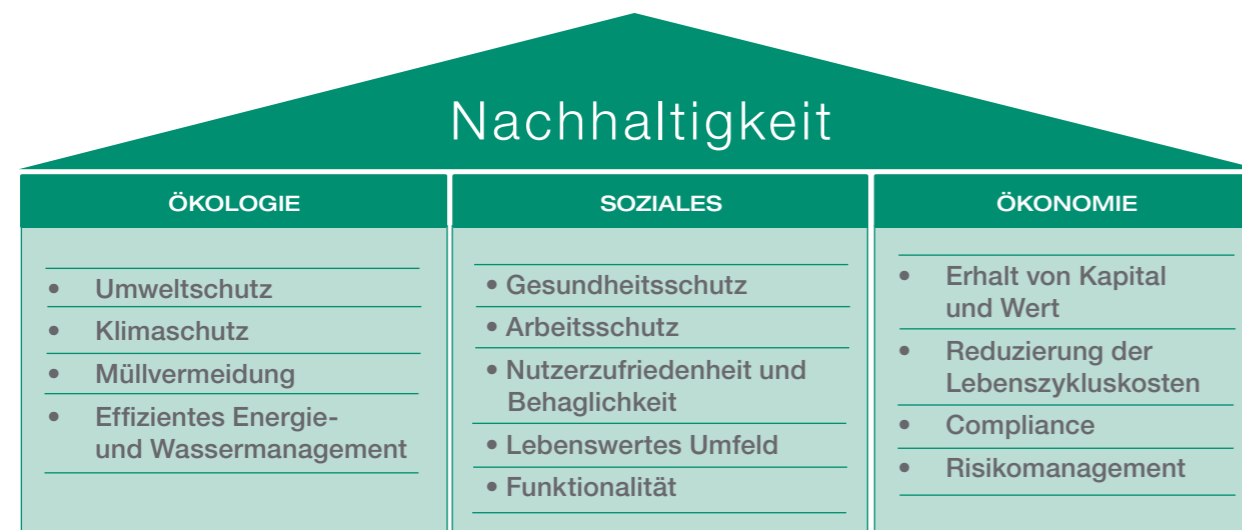 Nachhaltigkeit
ÖKOLOGIE
• Umweltschutz
• Klimaschutz
• Müllvermeidung
• Effizientes Energie-
und Wassermanagement
SOZIALES
• Gesundheitsschutz
• Arbeitsschutz
• Nutzerzufriedenheit und
Behaglichkeit
• Lebenswertes Umfeld
• Funktionalität
ÖKONOMIE
• Erhalt von Kapital
und Wert
• Reduzierung der
Lebenszykluskosten
• Compliance
• Risikomanagement